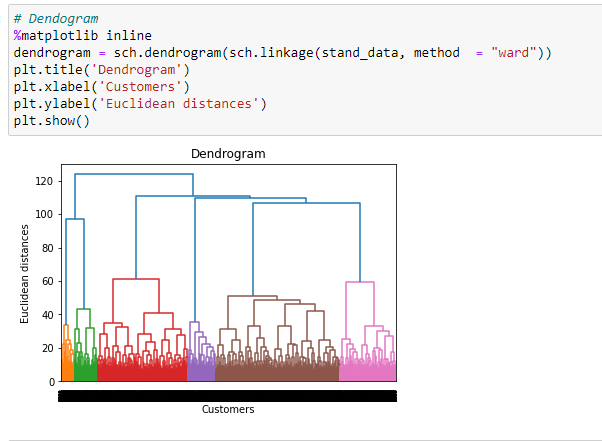 # Dendogram
%matplotlib inline
dendrogram = sch.dendrogram(sch.linkage(stand_data, method  = "ward"))
plt.title('Dendrogram')
plt.xlabel('Customers')
plt.ylabel('Euclidean distances')
plt.show()
Dendrogram
120
100
80
60
40
20
0
Euclidean distances
Customers